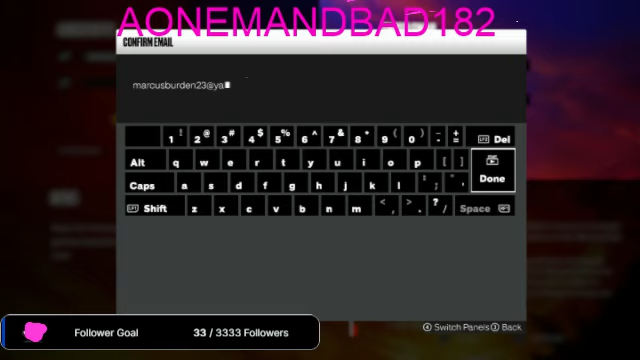 AONEMANDBAD182
CONFIRM EMAIL
marcusburden23@ya
1 ! 2 @ 3 # 4 $ 5 % 6 ^ 7 & 8 * 9 ( 0 ) - _ = + Del
Alt q w e r t y u i o p [ ]
Caps a s d f g h j k l ; : ' "
Done
Shift z x c v b n m , < . > / ? Space
Switch Panels Back
Follower Goal 33 / 3333 Followers